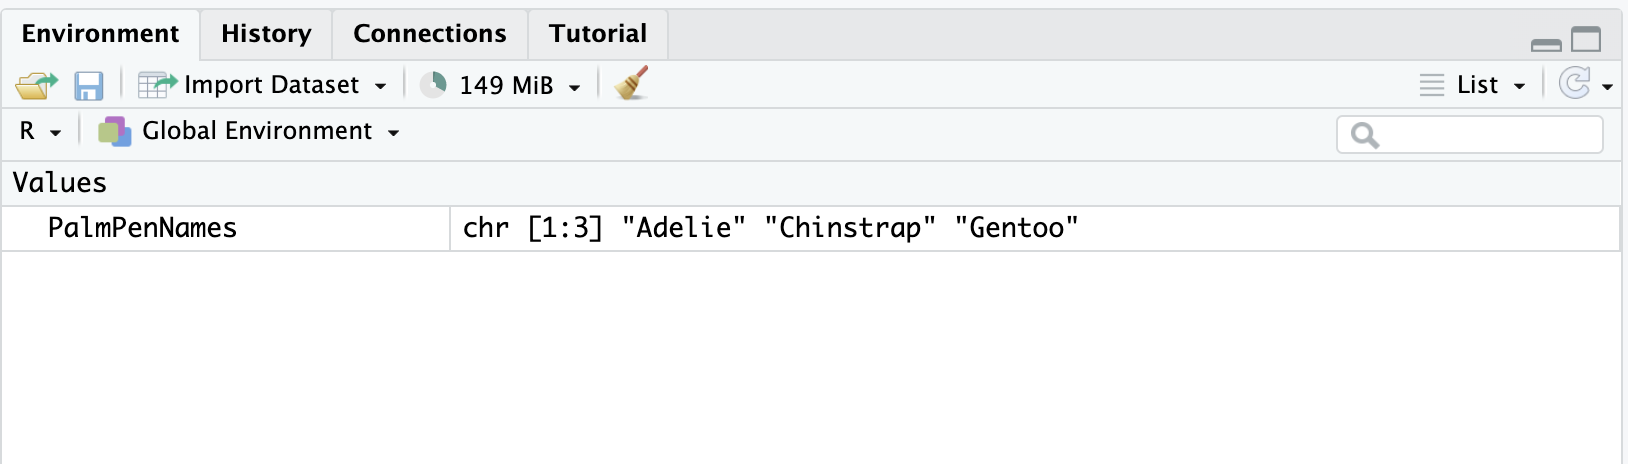 Environment History Connections Tutorial
Import Dataset 149 MiB List
R Global Environment
Values
PalmPenNames chr [1:3] "Adelie" "Chinstrap" "Gentoo"